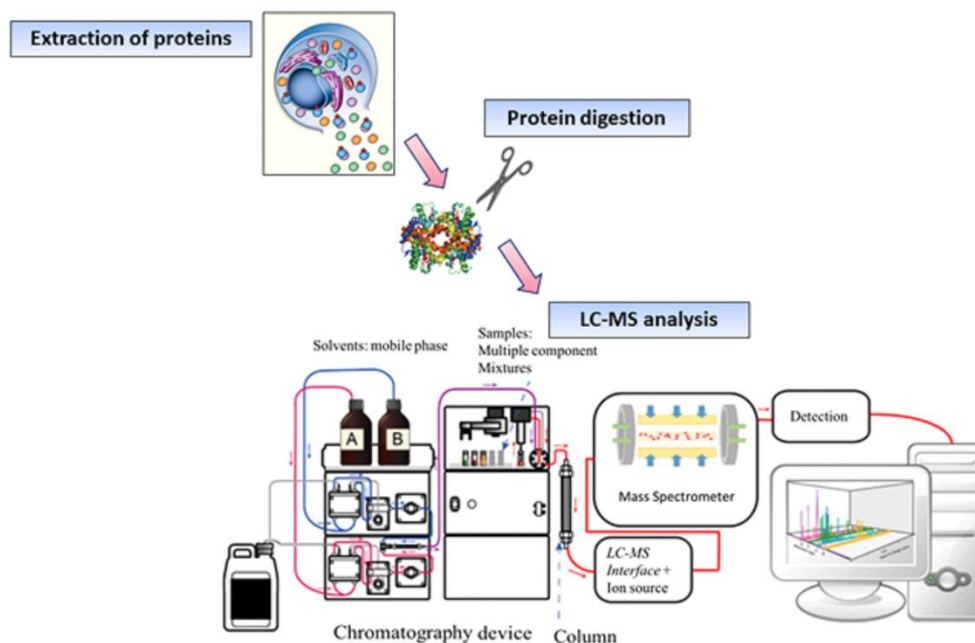 Extraction of proteins
Protein digestion
LC-MS analysis
Solvents: mobile phase
Samples:
Multiple component
Mixtures
A
B
Detection
Mass Spectrometer
LC-MS
Interface +
Ion source
Chromatography device
Column